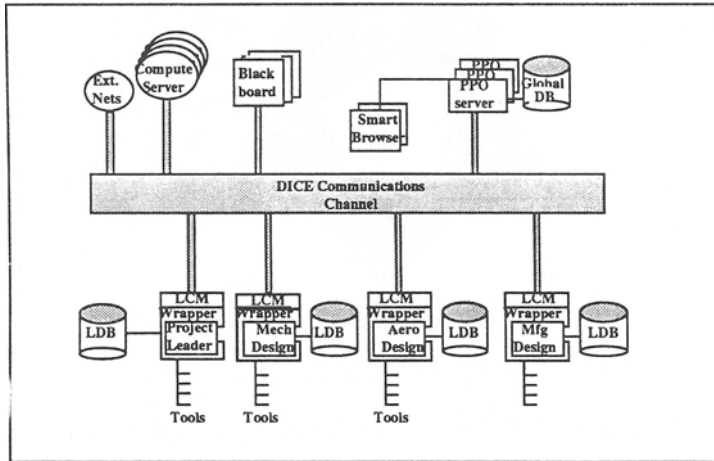 Ext.
Nets
Compute
Server
Black
board
PPO
PPO
PPO
server
Global
DB
Smart
Browse
DICE Communications
Channel
LCM
Wrapper
Project
Leader
LDB
LCM
Wrapper
Mech
Design
LDB
LCM
Wrapper
Aero
Design
LDB
LCM
Wrapper
Mfg
Design
LDB
Tools
Tools
Tools